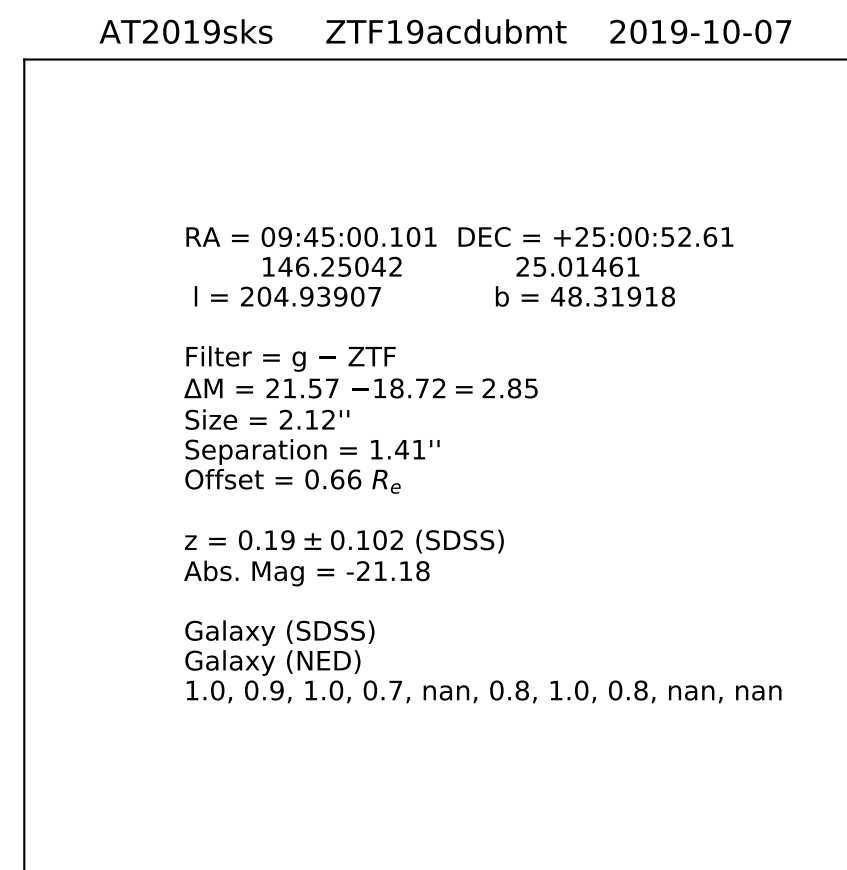 AT2019sks ZTF19acdubmt 2019-10-07
RA = 09:45:00.101 DEC = +25:00:52.61
146.25042 25.01461
l = 204.93907 b = 48.31918
Filter = g − ZTF
ΔM = 21.57 −18.72 = 2.85
Size = 2.12''
Separation = 1.41''
Offset = 0.66 Rₑ
z = 0.19 ± 0.102 (SDSS)
Abs. Mag = -21.18
Galaxy (SDSS)
Galaxy (NED)
1.0, 0.9, 1.0, 0.7, nan, 0.8, 1.0, 0.8, nan, nan